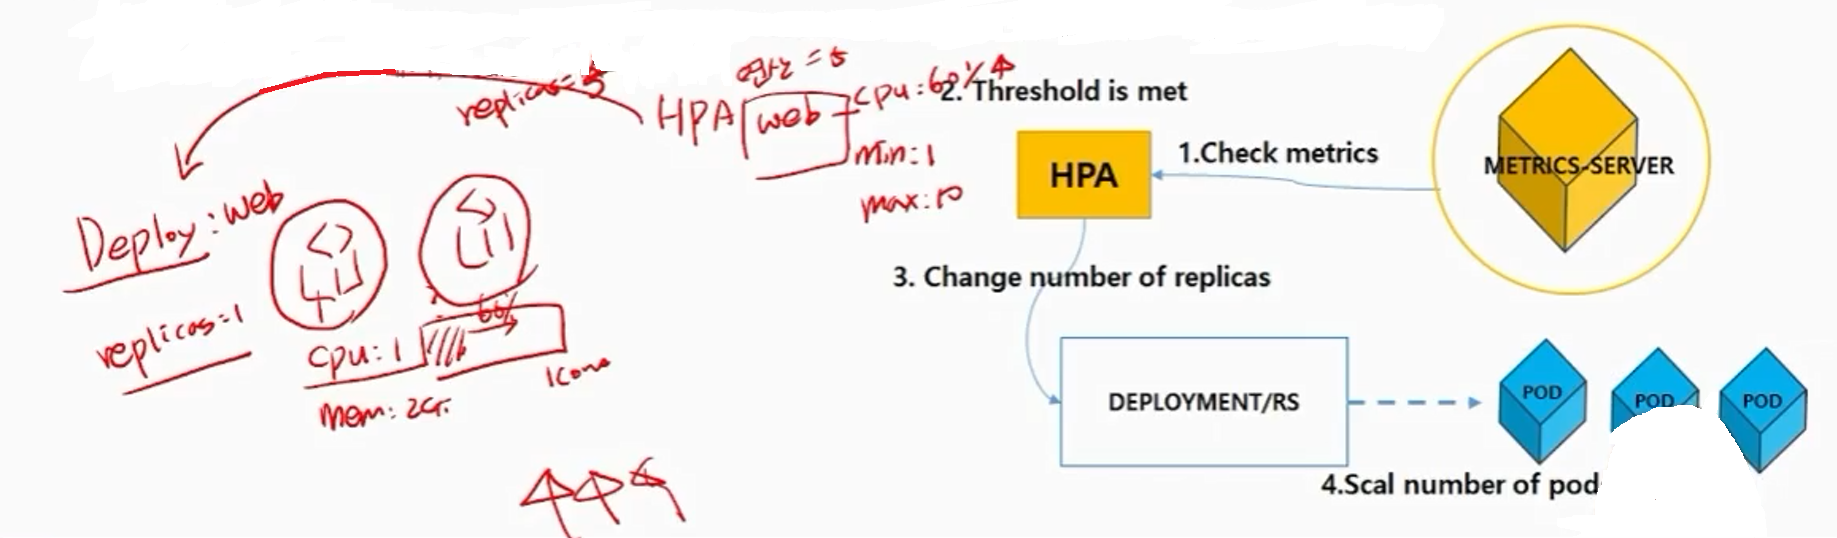 연산 = 5
replicas=5
HPA
web
cpu:60%↑
Min:1
max:10
Deploy:web
replicas=1
60%
cpu:1
1Core
mem:2G
2. Threshold is met
HPA
1.Check metrics
METRICS-SERVER
3. Change number of replicas
DEPLOYMENT/RS
POD
POD
POD
4.Scal number of pod